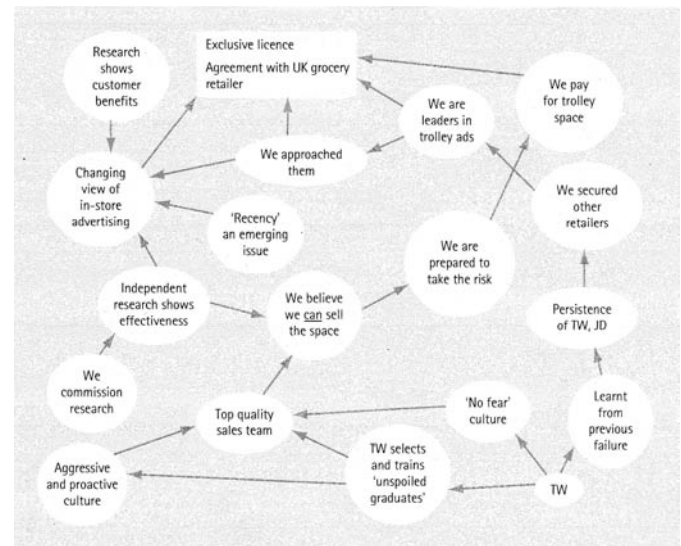 Research
shows
customer
benefits
Exclusive licence
Agreement with UK grocery
retailer
We pay
for trolley
space
We are
leaders in
trolley ads
We approached
them
Changing
view of
in-store
advertising
We secured
other
retailers
'Recency'
an emerging
issue
We are
prepared to
take the risk
Independent
research shows
effectiveness
We believe
we can sell
the space
Persistence
of TW, JD
We
commission
research
Top quality
sales team
'No fear'
culture
Learnt
from
previous
failure
Aggressive
and proactive
culture
TW selects
and trains
'unspoiled
graduates'
TW